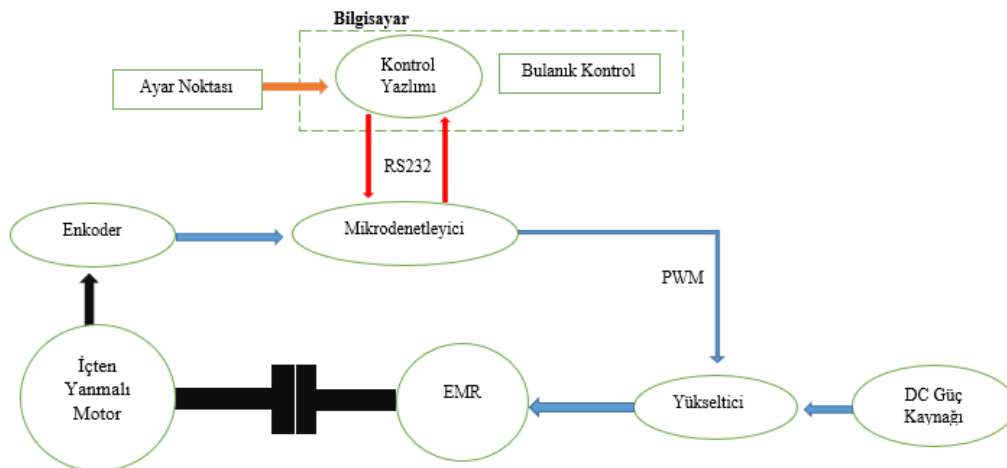 Bilgisayar
Ayar Noktası
Kontrol
Yazlımı
Bulanık Kontrol
RS232
Enkoder
Mikrodenetleyici
PWM
İçten
Yanmalı
Motor
EMR
Yükseltici
DC Güç
Kaynağı